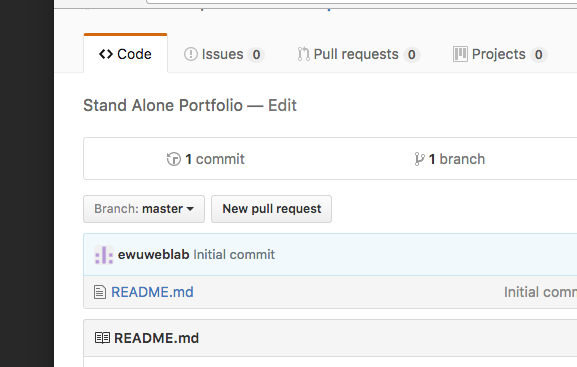 Code Issues 0 Pull requests 0 Projects 0
Stand Alone Portfolio — Edit
1 commit 1 branch
Branch: master New pull request
ewuweblab Initial commit
README.md Initial
README.md